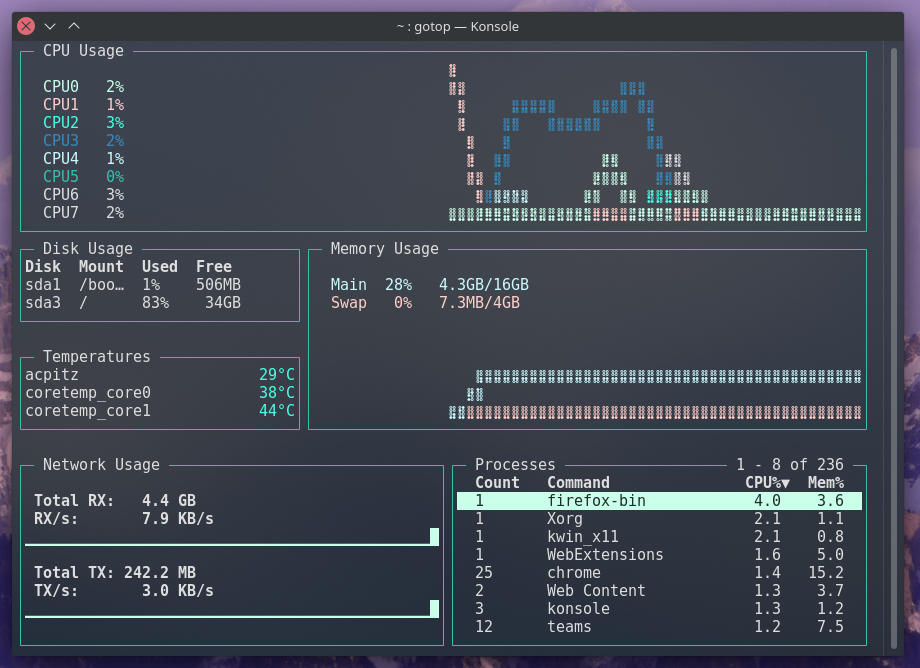 ~ : gotop — Konsole
CPU Usage
CPU0 2%
CPU1 1%
CPU2 3%
CPU3 2%
CPU4 1%
CPU5 0%
CPU6 3%
CPU7 2%
Disk Usage
Disk Mount Used Free
sda1 /boo… 1% 506MB
sda3 / 83% 34GB
Memory Usage
Main 28% 4.3GB/16GB
Swap 0% 7.3MB/4GB
Temperatures
acpitz 29°C
coretemp_core0 38°C
coretemp_core1 44°C
Network Usage
Total RX: 4.4 GB
RX/s: 7.9 KB/s
Total TX: 242.2 MB
TX/s: 3.0 KB/s
Processes 1 - 8 of 236
Count Command CPU%▼ Mem%
1 firefox-bin 4.0 3.6
1 Xorg 2.1 1.1
1 kwin_x11 2.1 0.8
1 WebExtensions 1.6 5.0
25 chrome 1.4 15.2
2 Web Content 1.3 3.7
3 konsole 1.3 1.2
12 teams 1.2 7.5